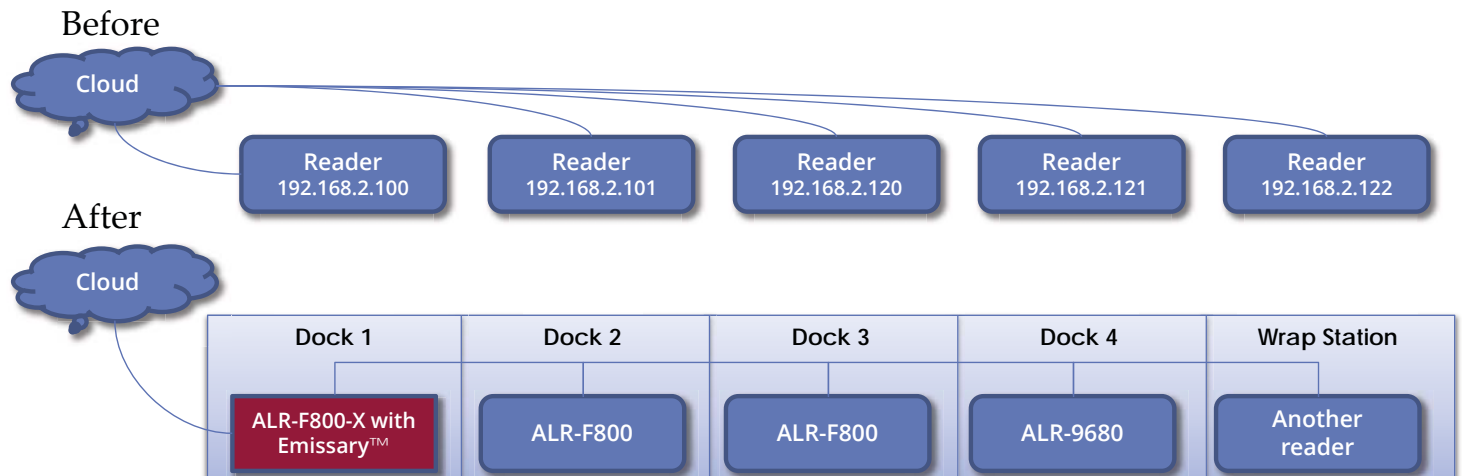 Before
Cloud
Reader
192.168.2.100
Reader
192.168.2.101
Reader
192.168.2.120
Reader
192.168.2.121
Reader
192.168.2.122
After
Cloud
Dock 1
Dock 2
Dock 3
Dock 4
Wrap Station
ALR-F800-X with
Emissary™
ALR-F800
ALR-F800
ALR-9680
Another
reader